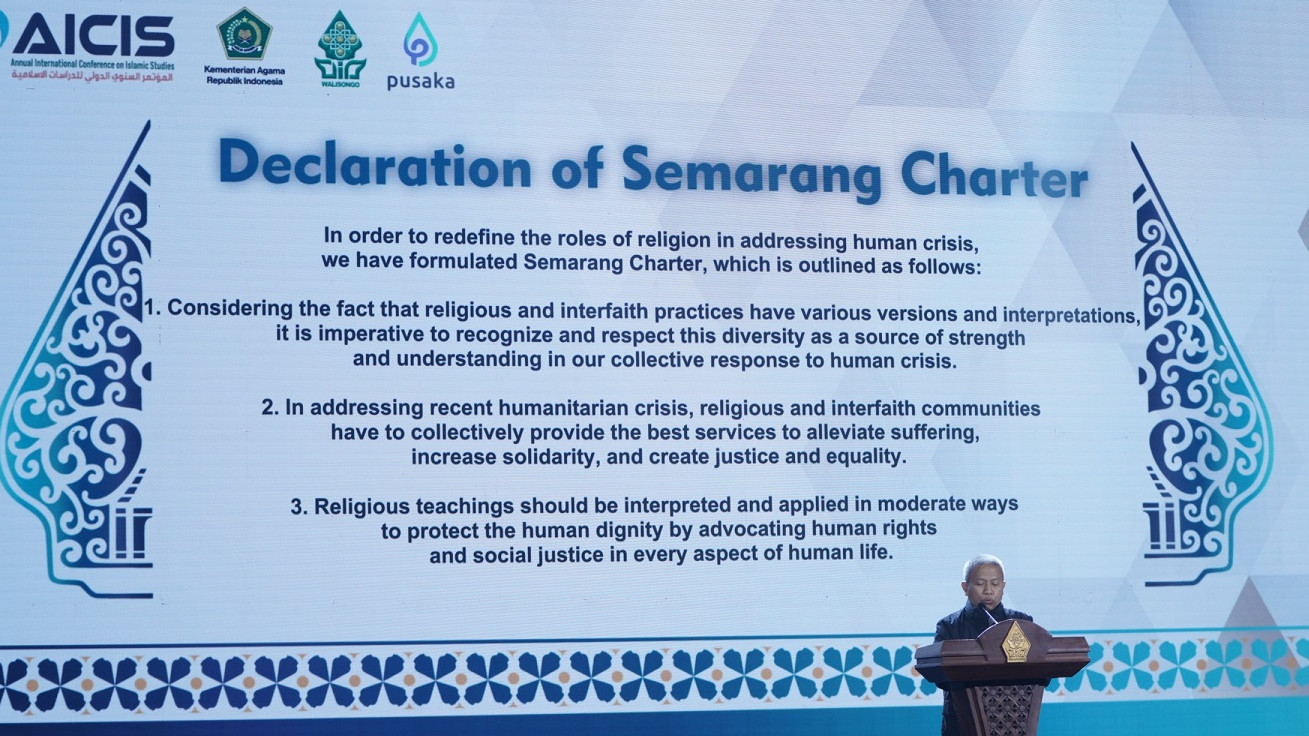 AICIS
Annual International Conference on Islamic Studies
المؤتمر السنوي الدولي للدراسات الاسلامية
Kementerian Agama
Republik Indonesia
WALISONGO
pusaka
Declaration of Semarang Charter
In order to redefine the roles of religion in addressing human crisis,
we have formulated Semarang Charter, which is outlined as follows:
1. Considering the fact that religious and interfaith practices have various versions and interpretations,
it is imperative to recognize and respect this diversity as a source of strength
and understanding in our collective response to human crisis.
2. In addressing recent humanitarian crisis, religious and interfaith communities
have to collectively provide the best services to alleviate suffering,
increase solidarity, and create justice and equality.
3. Religious teachings should be interpreted and applied in moderate ways
to protect the human dignity by advocating human rights
and social justice in every aspect of human life.